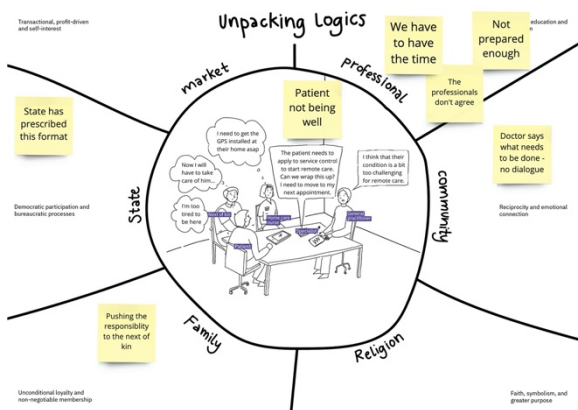 Unpacking Logics
Transactional, profit-driven
and self-interest
We have
to have
the time
Not
prepared
enough
education and
The
professionals
don't agree
market
professional
Patient
not being
well
State has
prescribed
this format
Doctor says
what needs
to be done -
no dialogue
I need to get the
GPS installed at
their home asap
The patient needs to
apply to service control
to start remote care.
Can we wrap this up?
I need to move to my
next appointment.
I think that their
condition is a bit
too challenging
for remote care.
Now I will
have to take
care of him...
I'm too
tired to
be here
Next of kin
Patient
State
Democratic participation and
bureaucratic processes
community
Reciprocity and emotional
connection
Pushing the
responsiblity
to the next of
kin
Family
Religion
Unconditional loyalty and
non-negotiable membership
Faith, symbolism, and
greater purpose